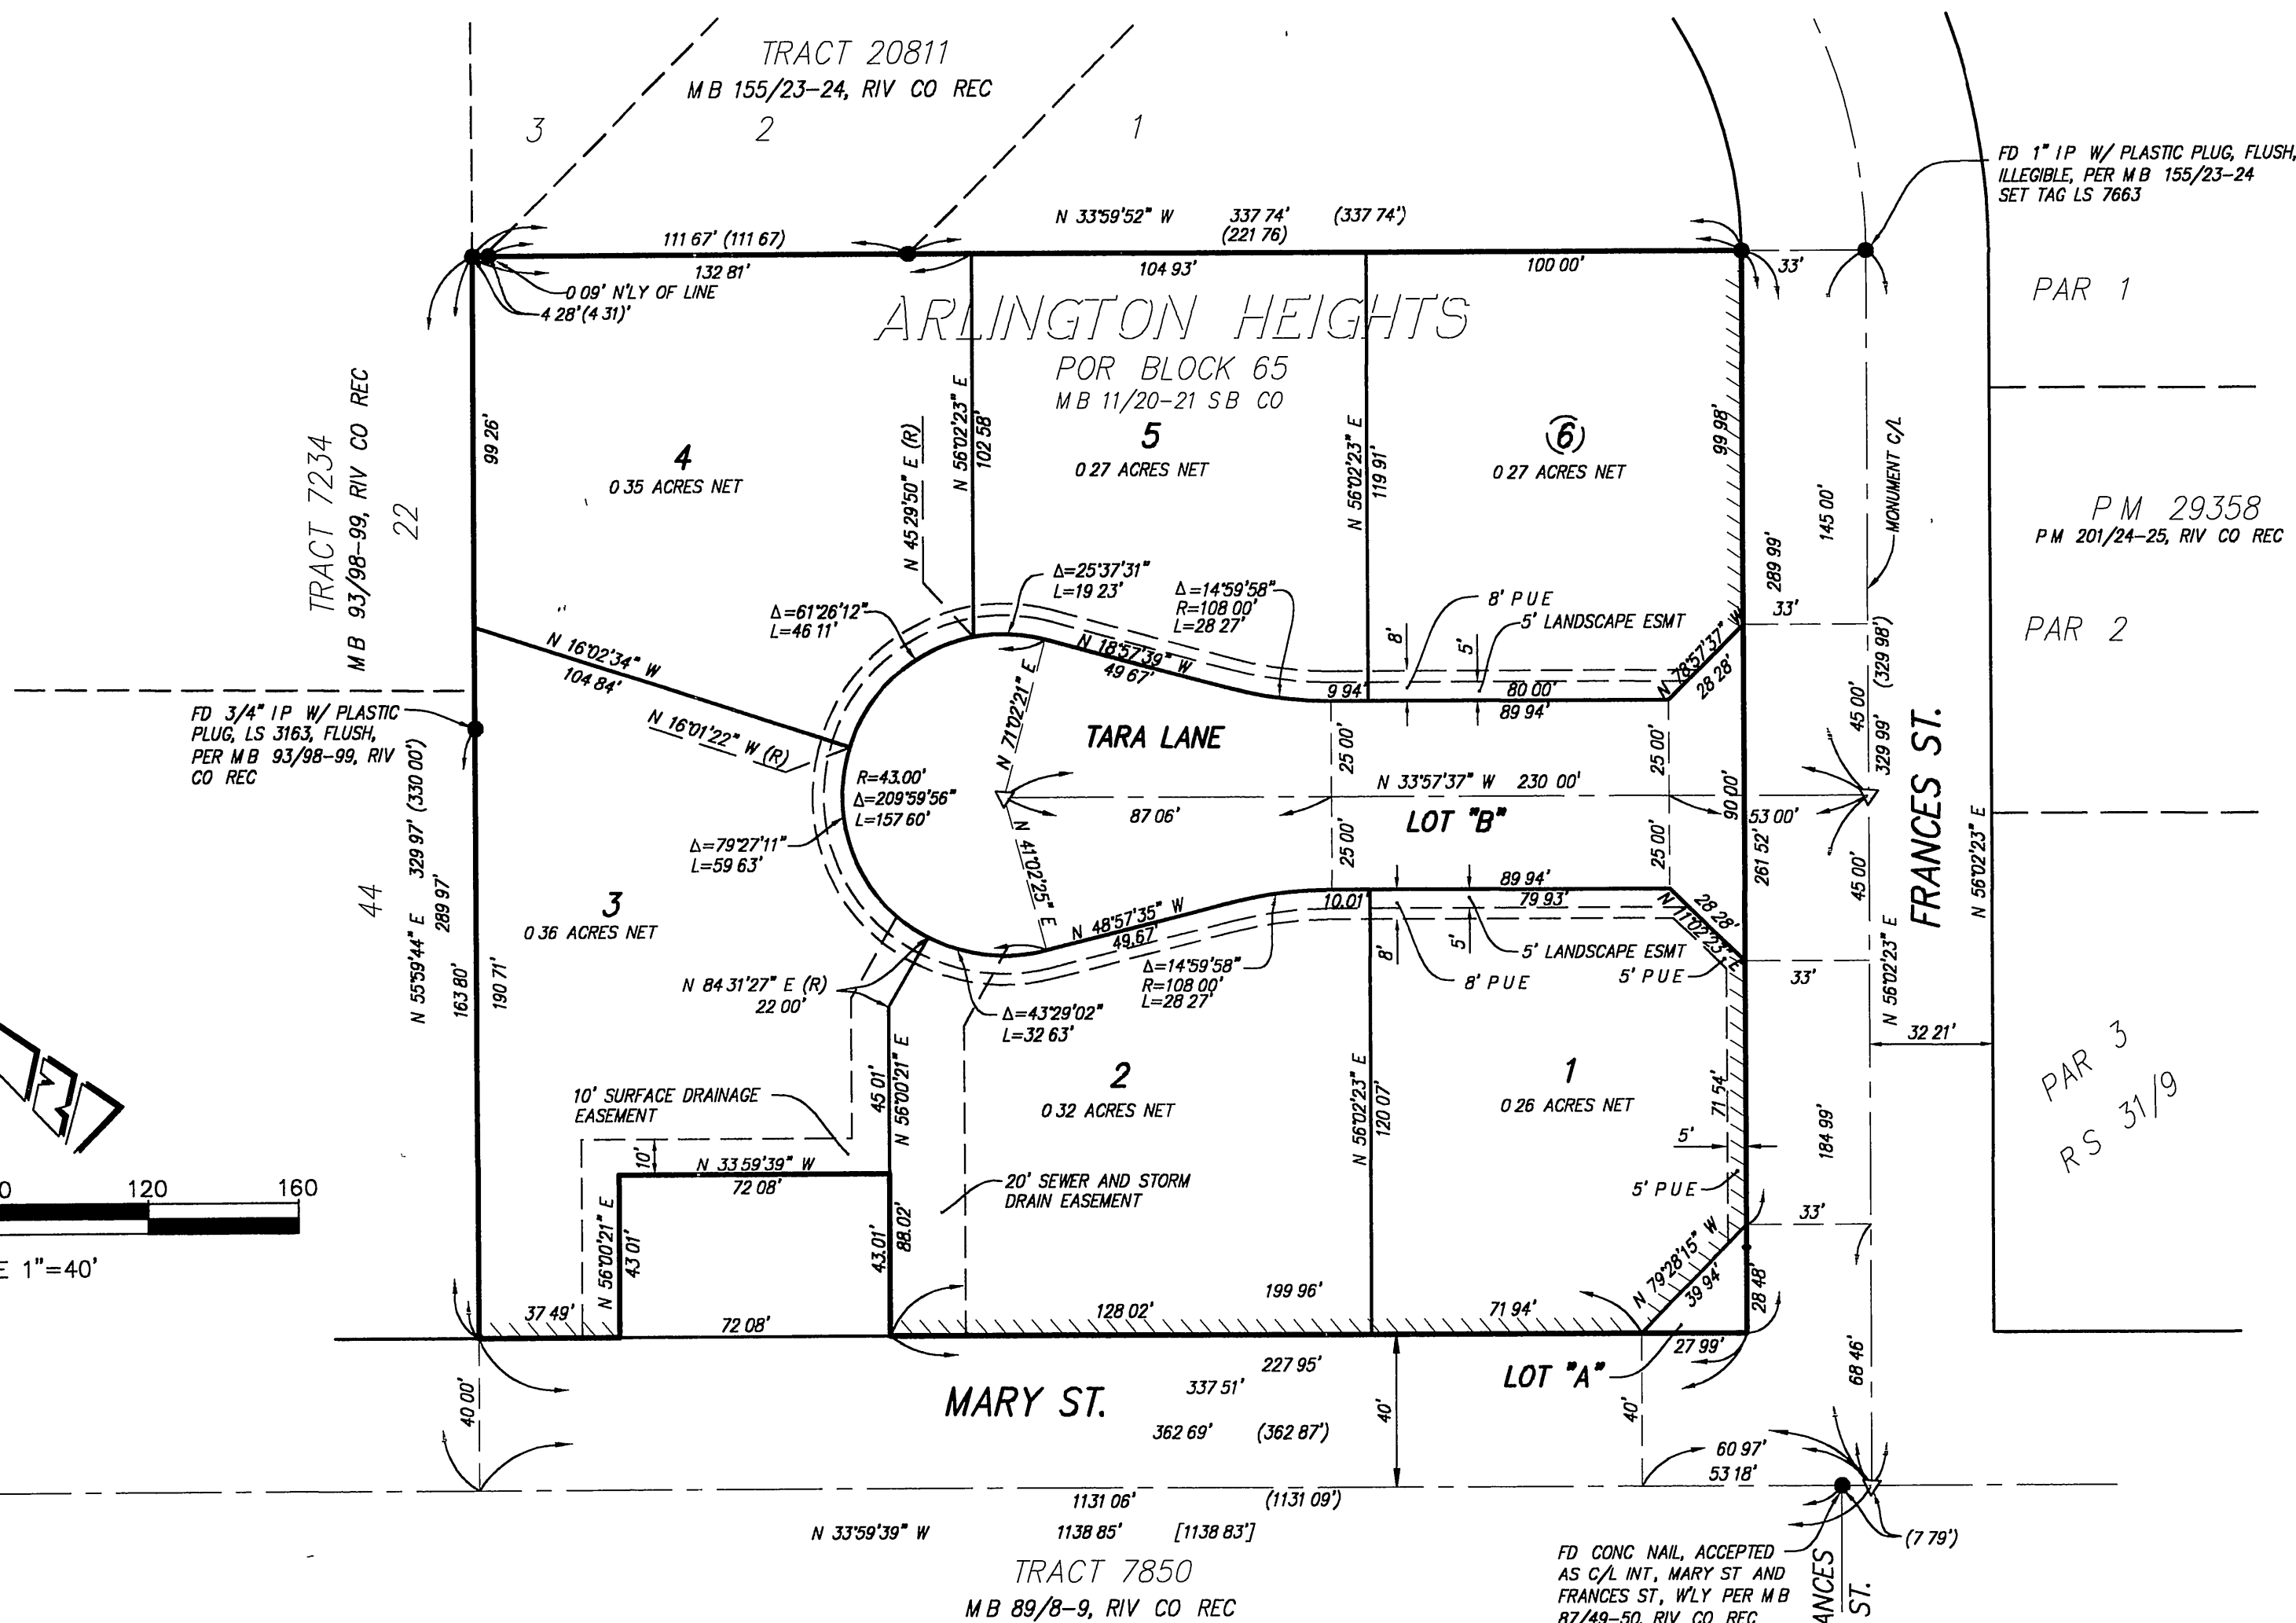 TRACT 20811
M B 155/23-24, RIV CO REC
3
2
1
FD 1" I P W/ PLASTIC PLUG, FLUSH,
ILLEGIBLE, PER M B 155/23-24
SET TAG LS 7663
N 33°59'52" W 337 74' (337 74')
(221 76)
111 67' (111 67)
132 81'
104 93'
100 00'
33'
0 09' N'LY OF LINE
4 28'(4 31)'
ARLINGTON HEIGHTS
POR BLOCK 65
M B 11/20-21 S B CO
PAR 1
TRACT 7234
M B 93/98-99, RIV CO REC
22
99 26'
4
0 35 ACRES NET
N 45 29'50" E (R)
N 56°02'23" E
102 58'
5
0 27 ACRES NET
N 56°02'23" E
119 91'
6
0 27 ACRES NET
99 98'
289 99'
145 00'
MONUMENT C/L
P M 29358
P M 201/24-25, RIV CO REC
PAR 2
Δ=25°37'31"
L=19 23'
Δ=61°26'12"
L=46 11'
Δ=14°59'58"
R=108 00'
L=28 27'
8' P U E
5' LANDSCAPE ESMT
8'
5'
33'
N 16°02'34" W
104 84'
N 16°01'22" W (R)
N 18°57'39" W
49 67'
N 71°02'21" E
9 94'
80 00'
89 94'
N 78°57'37" W
28 28'
FD 3/4" I P W/ PLASTIC
PLUG, LS 3163, FLUSH,
PER M B 93/98-99, RIV
CO REC
TARA LANE
25 00'
25 00'
45 00'
329 99' (329 98')
FRANCES ST.
N 56°02'23" E
R=43.00'
Δ=209°59'56"
L=157 60'
N 33°57'37" W 230 00'
87 06'
LOT "B"
25 00'
25 00'
90 00'
53 00'
261 52'
45 00'
Δ=79°27'11"
L=59 63'
N 41°02'25" E
N 55°59'44" E 329 97' (330 00')
289 97'
163 80'
190 71'
44
3
0 36 ACRES NET
N 48°57'35" W
49.67'
89 94'
10.01'
79 93'
28 28'
N 11°02'23" E
8'
5'
5' LANDSCAPE ESMT
8' P U E
5' P U E
33'
N 84 31'27" E (R)
22 00'
Δ=14°59'58"
R=108 00'
L=28 27'
Δ=43°29'02"
L=32 63'
N 56°02'23" E
32 21'
45 01'
N 56°00'21" E
10' SURFACE DRAINAGE
EASEMENT
2
0 32 ACRES NET
N 56°02'23" E
120 07'
1
0 26 ACRES NET
71 54'
184 99'
PAR 3
R S 31/9
10'
N 33 59'39" W
72 08'
20' SEWER AND STORM
DRAIN EASEMENT
5'
5' P U E
33'
120
160
1"=40'
N 56°00'21" E
43 01'
43.01'
88.02'
N 79°28'15" W
39 94'
28 48'
37 49'
72 08'
128 02'
199 96'
71 94'
27 99'
227 95'
LOT "A"
MARY ST.
337 51'
362 69' (362 87')
40 00'
40'
40'
68 46'
60 97'
53 18'
1131 06' (1131 09')
N 33°59'39" W 1138 85' [1138 83']
(7 79')
TRACT 7850
M B 89/8-9, RIV CO REC
FD CONC NAIL, ACCEPTED
AS C/L INT, MARY ST AND
FRANCES ST, W'LY PER M B
87/49-50, RIV CO REC
ST.